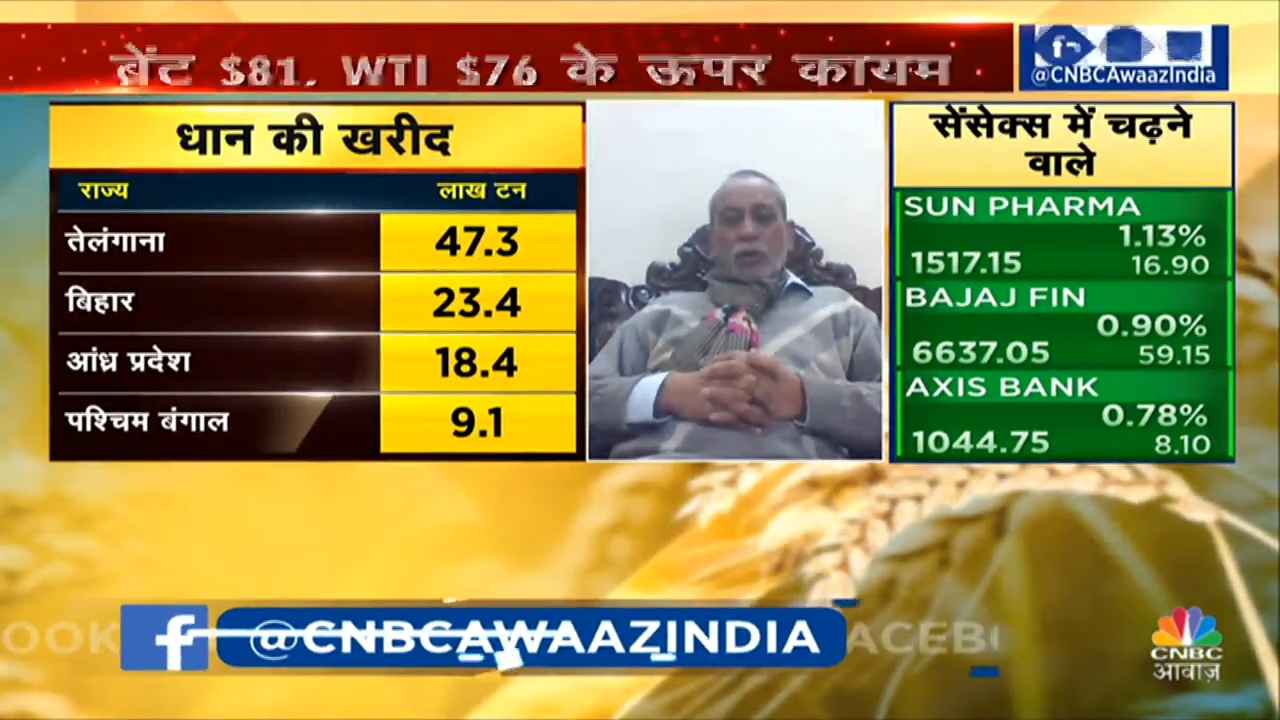 ब्रेंट $81, WTI $76 के ऊपर कायम
@CNBCAwaazIndia
धान की खरीद
राज्य लाख टन
तेलंगाना 47.3
बिहार 23.4
आंध्र प्रदेश 18.4
पश्चिम बंगाल 9.1
सेंसेक्स में चढ़ने
वाले
SUN PHARMA
1.13%
1517.15 16.90
BAJAJ FIN
0.90%
6637.05 59.15
AXIS BANK
0.78%
1044.75 8.10
OOK f @CNBCAWAAZINDIA ACEB
CNBC
आवाज़